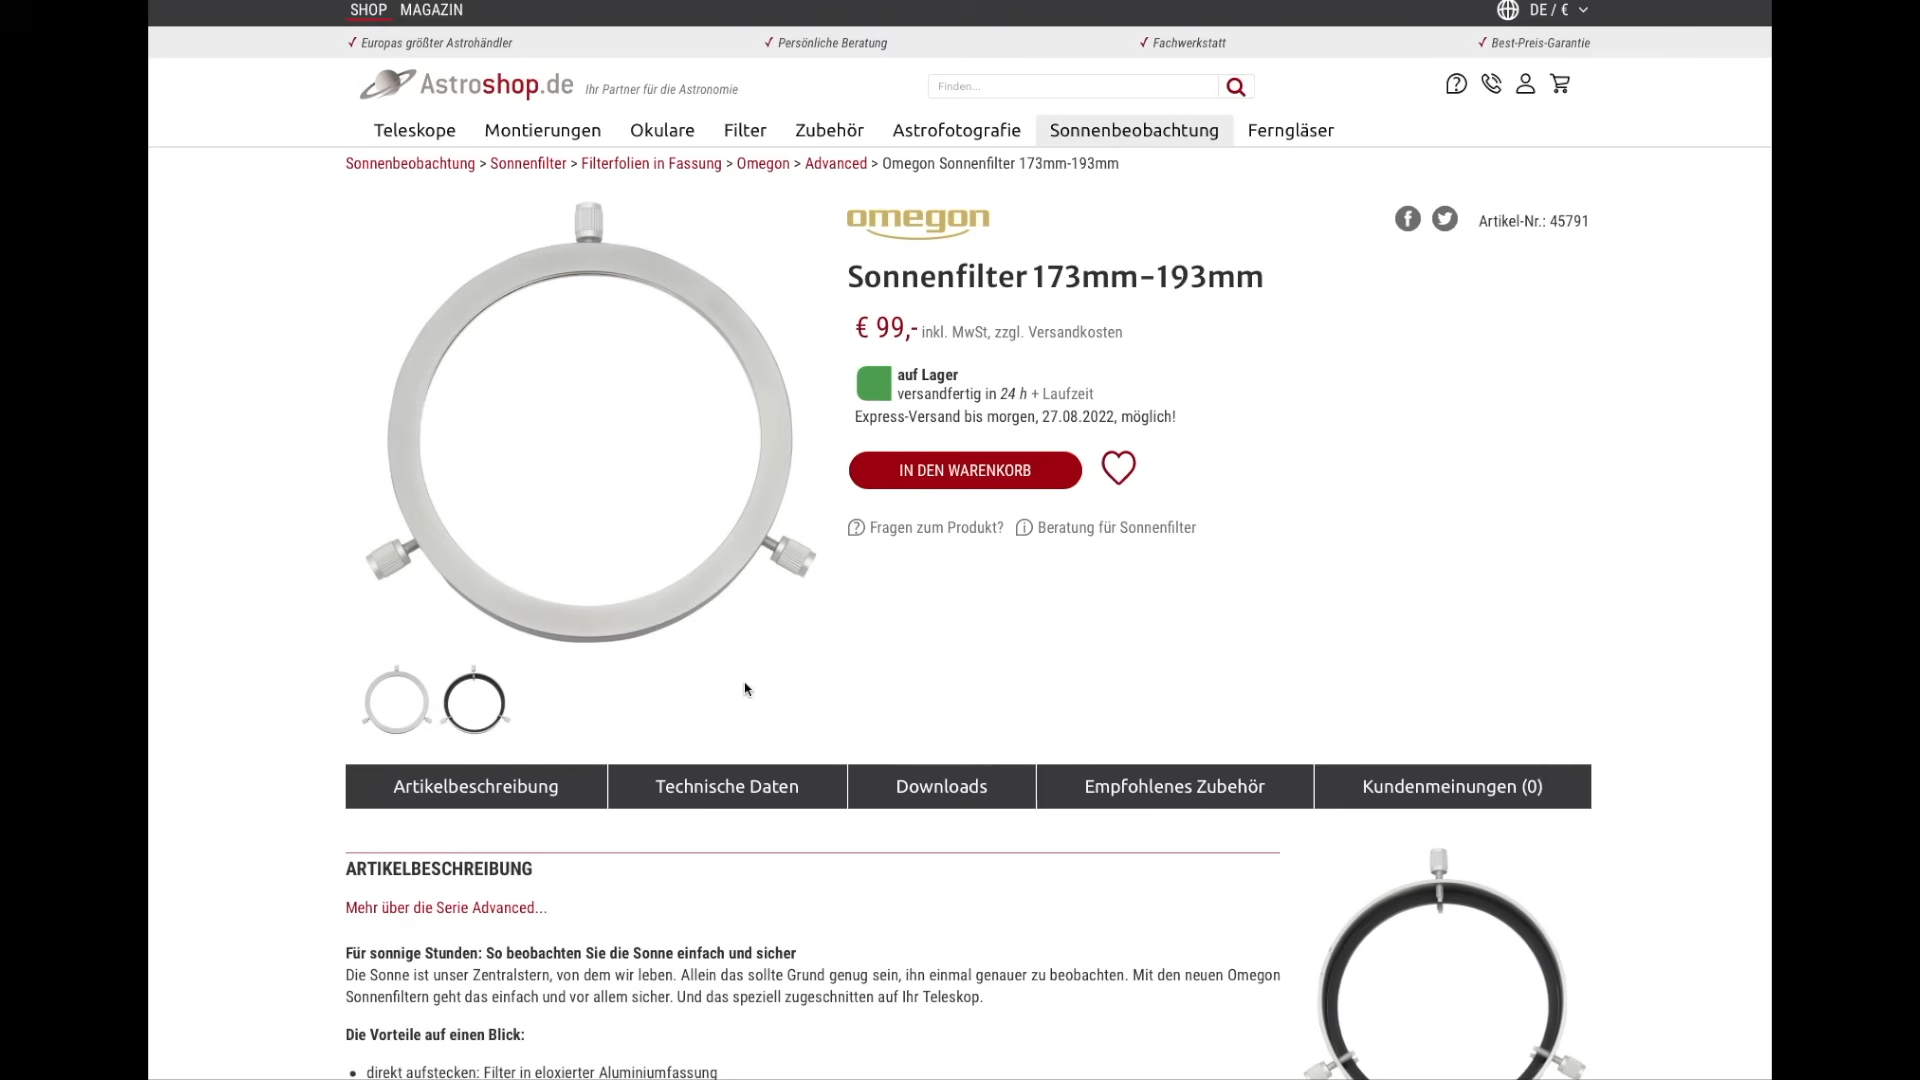 SHOP MAGAZIN DE / €
✓ Europas größter Astrohändler ✓ Persönliche Beratung ✓ Fachwerkstatt ✓ Best-Preis-Garantie
Astroshop.de Ihr Partner für die Astronomie Finden...
Teleskope Montierungen Okulare Filter Zubehör Astrofotografie Sonnenbeobachtung Ferngläser
Sonnenbeobachtung > Sonnenfilter > Filterfolien in Fassung > Omegon > Advanced > Omegon Sonnenfilter 173mm-193mm
omegon
Artikel-Nr.: 45791
Sonnenfilter 173mm-193mm
€ 99,- inkl. MwSt, zzgl. Versandkosten
auf Lager
versandfertig in 24 h + Laufzeit
Express-Versand bis morgen, 27.08.2022, möglich!
IN DEN WARENKORB
Fragen zum Produkt? Beratung für Sonnenfilter
Artikelbeschreibung Technische Daten Downloads Empfohlenes Zubehör Kundenmeinungen (0)
ARTIKELBESCHREIBUNG
Mehr über die Serie Advanced...
Für sonnige Stunden: So beobachten Sie die Sonne einfach und sicher
Die Sonne ist unser Zentralstern, von dem wir leben. Allein das sollte Grund genug sein, ihn einmal genauer zu beobachten. Mit den neuen Omegon
Sonnenfiltern geht das einfach und vor allem sicher. Und das speziell zugeschnitten auf Ihr Teleskop.
Die Vorteile auf einen Blick:
• direkt aufstecken: Filter in eloxierter Aluminiumfassung